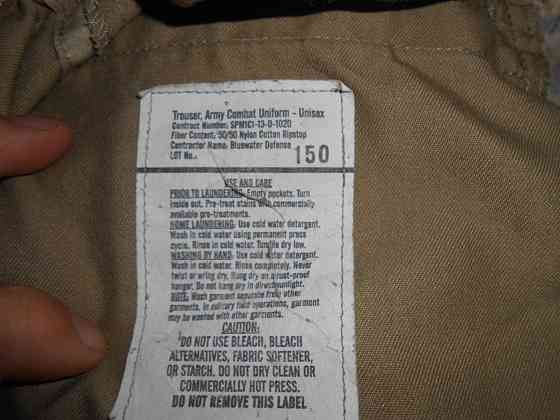 Trouser, Army Combat Uniform - Unisex
Contract Number: SPM1C1-13-D-1020
Fiber Content: 50/50 Nylon Cotton Ripstop
Contractor Name: Bluewater Defense
LOT No.. 150
USE AND CARE
PRIOR TO LAUNDERING: Empty pockets. Turn
inside out. Pre-treat stains with commercially
available pre-treatments.
HOME LAUNDERING: Use cold water detergent.
Wash in cold water using permanent press
cycle. Rinse in cold water. Tumble dry low.
WASHING BY HAND: Use cold water detergent.
Wash in cold water. Rinse completely. Never
twist or wring dry. Hang dry on a rust-proof
hanger. Do not hang dry in direct sunlight.
NOTE: Wash garment separate from other
garments. In military field operations, garment
may be washed with other garments.
CAUTION:
DO NOT USE BLEACH, BLEACH
ALTERNATIVES, FABRIC SOFTENER,
OR STARCH. DO NOT DRY CLEAN OR
COMMERCIALLY HOT PRESS.
DO NOT REMOVE THIS LABEL